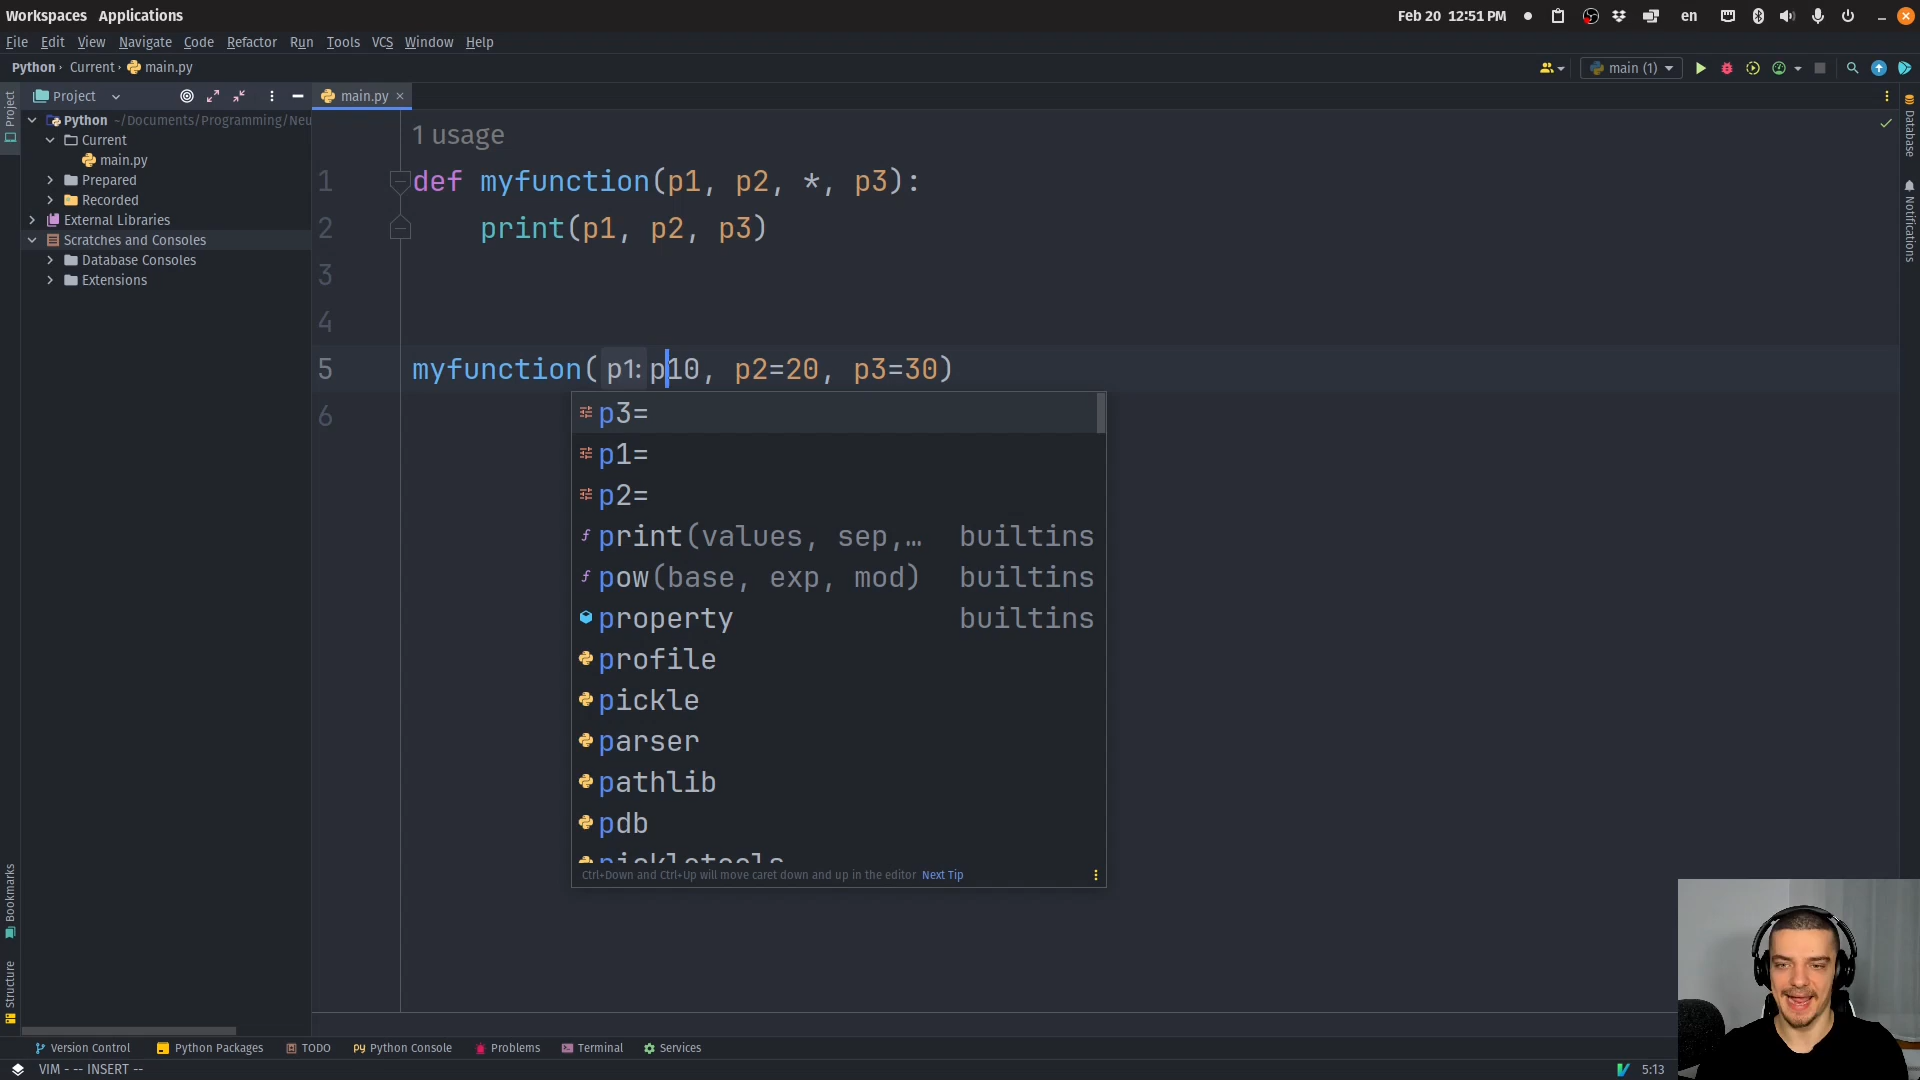 Workspaces Applications
Feb 20 12:51 PM
en
File Edit View Navigate Code Refactor Run Tools VCS Window Help
Python Current main.py
main (1)
Project
main.py
Project
Python ~/Documents/Programming/Neu
Current
main.py
Prepared
Recorded
External Libraries
Scratches and Consoles
Database Consoles
Extensions
Bookmarks
Structure
1 usage
1 def myfunction(p1, p2, *, p3):
2 print(p1, p2, p3)
3
4
5 myfunction( p1: p10, p2=20, p3=30)
6
p3=
p1=
p2=
print(values, sep,… builtins
pow(base, exp, mod) builtins
property builtins
profile
pickle
parser
pathlib
pdb
pickletools
Ctrl+Down and Ctrl+Up will move caret down and up in the editor Next Tip
Database
Notifications
Version Control Python Packages TODO Python Console Problems Terminal Services
VIM - -- INSERT --
5:13